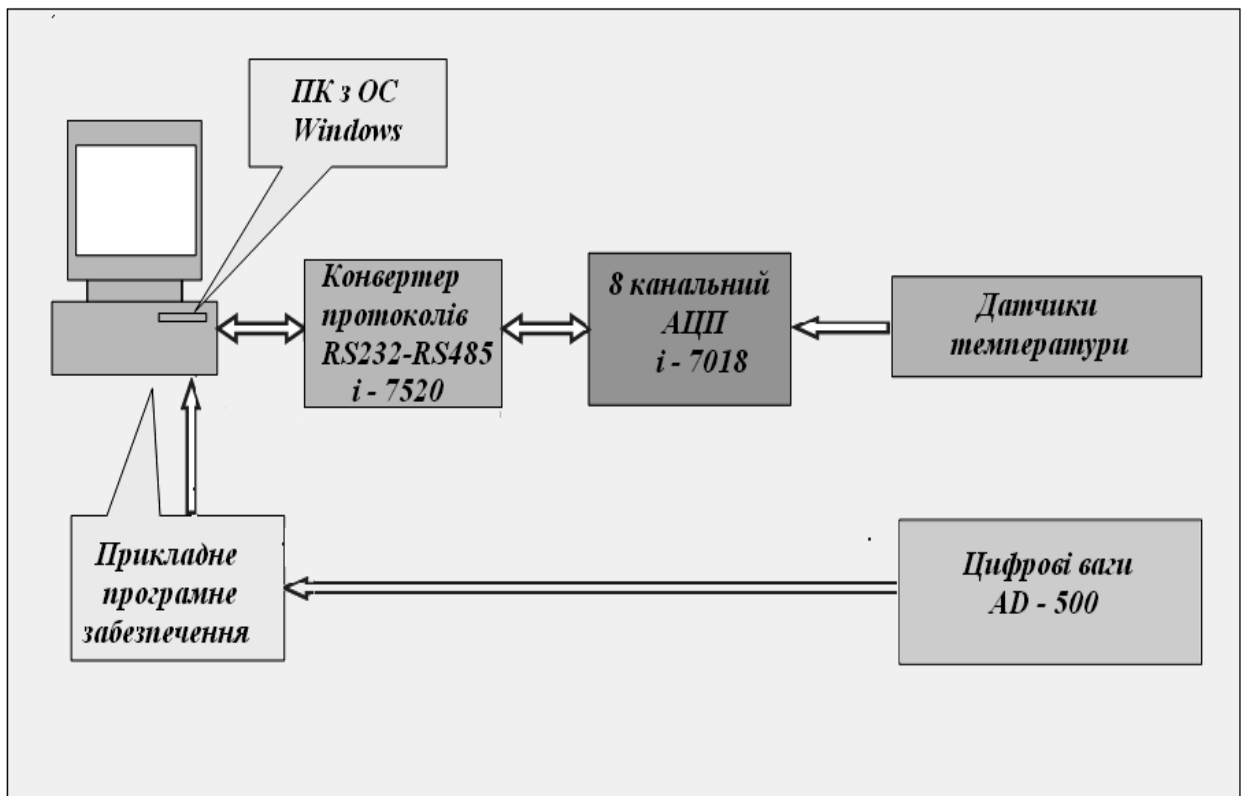 ПК з ОС
Windows
Конвертер
протоколів
RS232-RS485
i - 7520
8 канальний
АЦП
i - 7018
Датчики
температури
Прикладне
програмне
забезпечення
Цифрові ваги
AD - 500